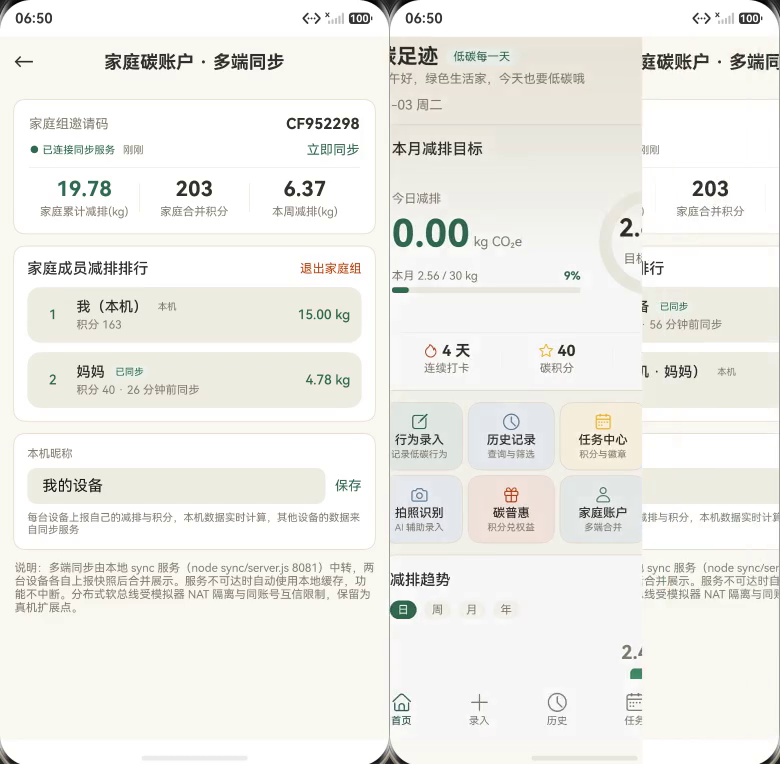 06:50
100
家庭碳账户 · 多端同步
家庭组邀请码
CF952298
已连接同步服务 刚刚
立即同步
19.78
203
6.37
家庭累计减排(kg)
家庭合并积分
本周减排(kg)
家庭成员减排排行
退出家庭组
1
我（本机） 本机
积分 163
15.00 kg
2
妈妈 已同步
积分 40 · 26 分钟前同步
4.78 kg
本机昵称
我的设备
保存
每台设备上报自己的减排与积分，本机数据实时计算，其他设备的数据来
自同步服务
说明：多端同步由本地 sync 服务（node sync/server.js 8081）中转，两
台设备各自上报快照后合并展示。服务不可达时自动使用本地缓存，功
能不中断。分布式软总线受模拟器 NAT 隔离与同账号互信限制，保留为
真机扩展点。
06:50
100
碳足迹 低碳每一天
午好，绿色生活家，今天也要低碳哦
-03 周二
本月减排目标
今日减排
0.00 kg CO₂e
2.
目标
本月 2.56 / 30 kg
9%
4 天
连续打卡
40
碳积分
行为录入
记录低碳行为
历史记录
查询与筛选
任务中心
积分与徽章
拍照识别
AI 辅助录入
碳普惠
积分兑权益
家庭账户
多端合并
减排趋势
日
周
月
年
2.4
首页
录入
历史
任务
庭碳账户 · 多端同
刚刚
203
家庭合并积分
排行
备 已同步
· 56 分钟前同步
机 · 妈妈） 本机
减排与积分，本机数据实时计
sync 服务（node sync/ser
合并展示。服务不可达时自
线受模拟器 NAT 隔离与同